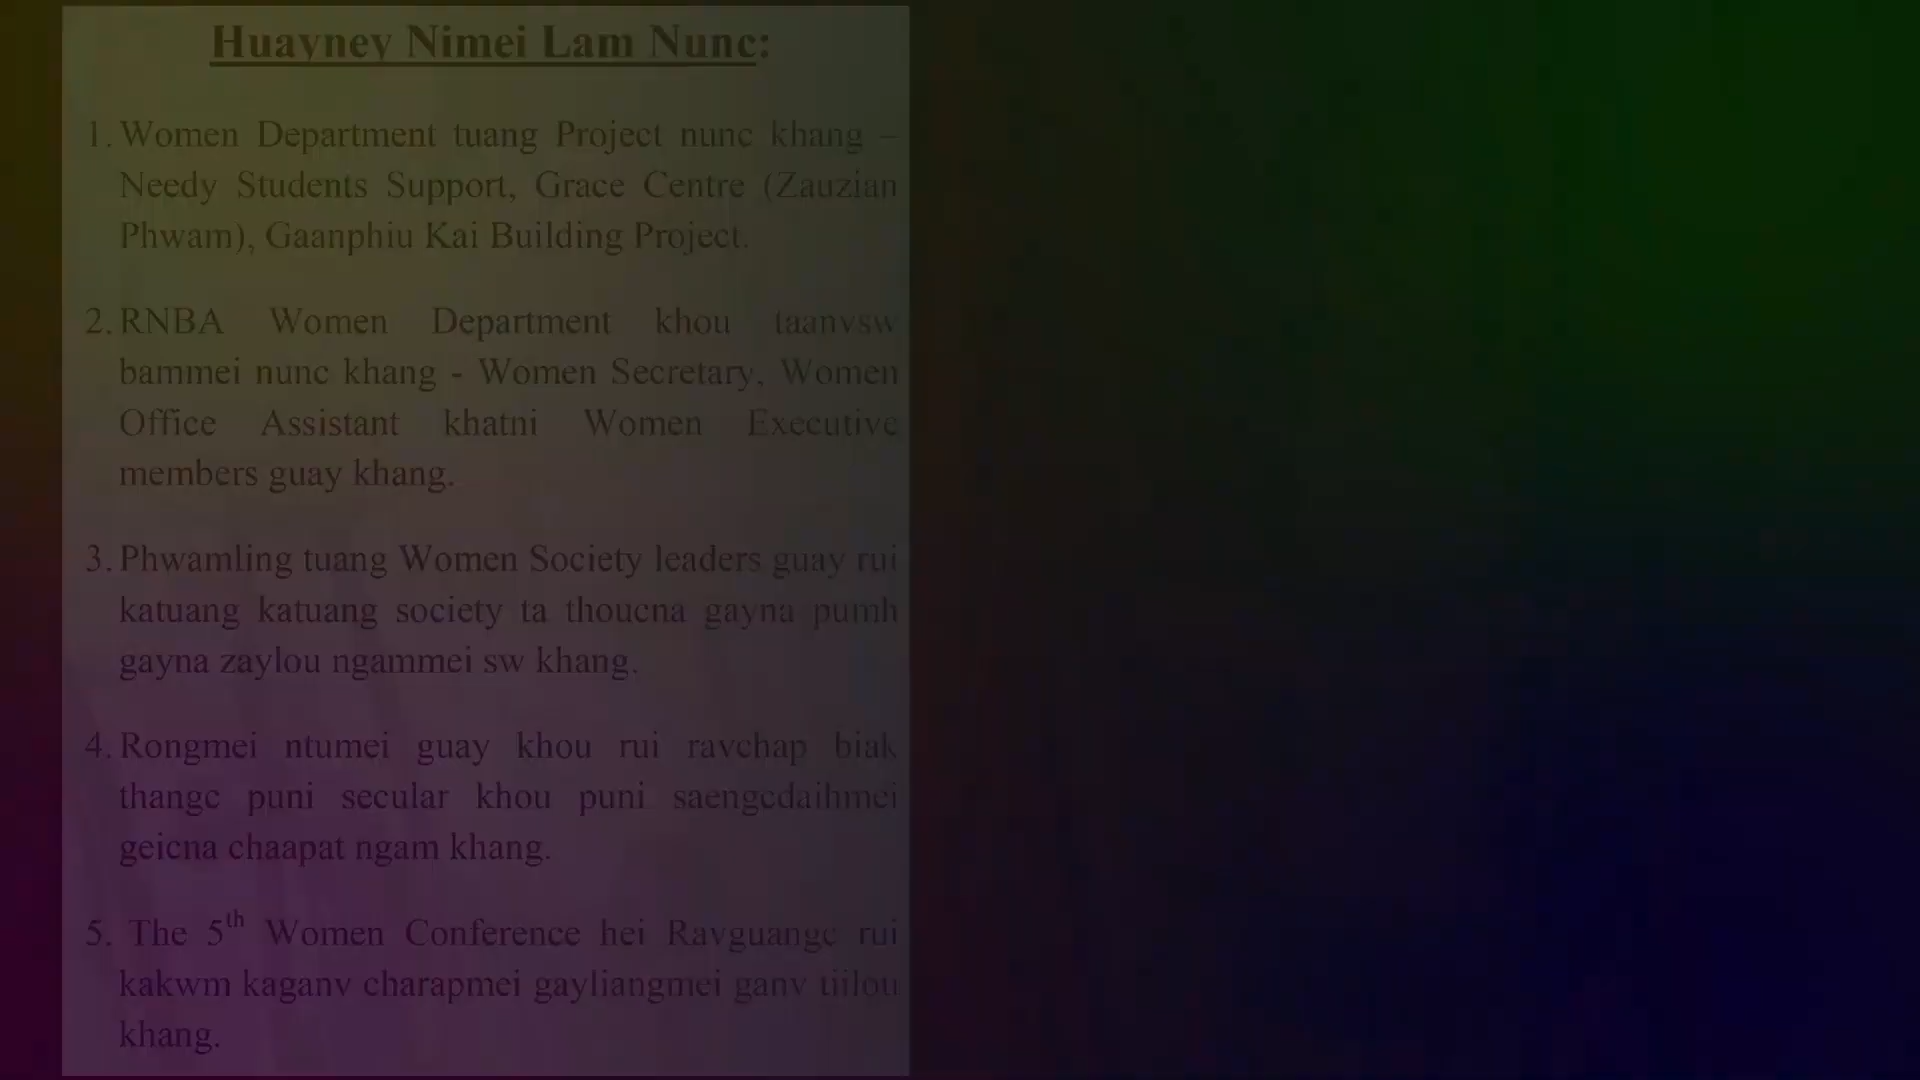 Huayney Nimei Lam Nunc:
1. Women Department tuang Project nunc khang –
Needy Students Support, Grace Centre (Zauzian
Phwam), Gaanphiu Kai Building Project.
2. RNBA Women Department khou taanvsw
bammei nunc khang - Women Secretary, Women
Office Assistant khatni Women Executive
members guay khang.
3. Phwamling tuang Women Society leaders guay rui
katuang katuang society ta thoucna gayna pumh
gayna zaylou ngammei sw khang.
4. Rongmei ntumei guay khou rui ravchap biak
thangc puni secular khou puni saengcdaihmei
geicna chaapat ngam khang.
5. The 5th Women Conference hei Ravguangc rui
kakwm kaganv charapmei gayliangmei ganv tiilou
khang.